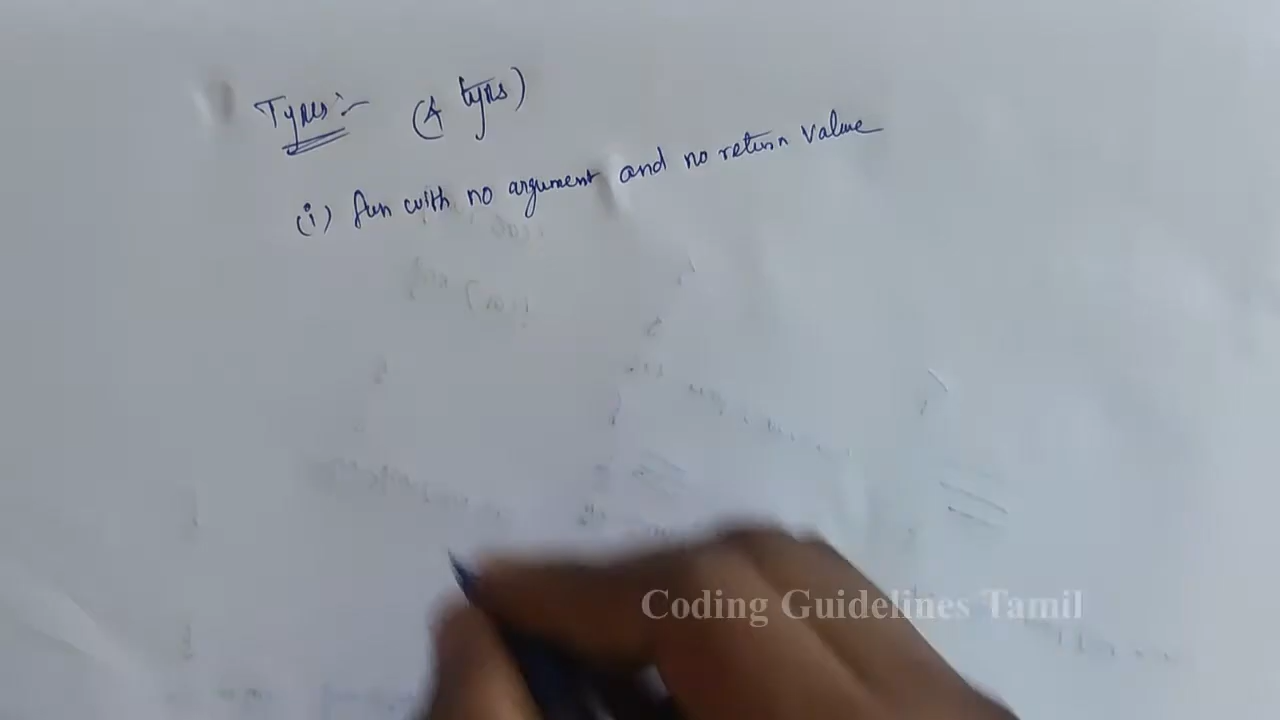 Types:- (4 types)
(i) fun with no argument and no return value
Coding Guidelines Tamil